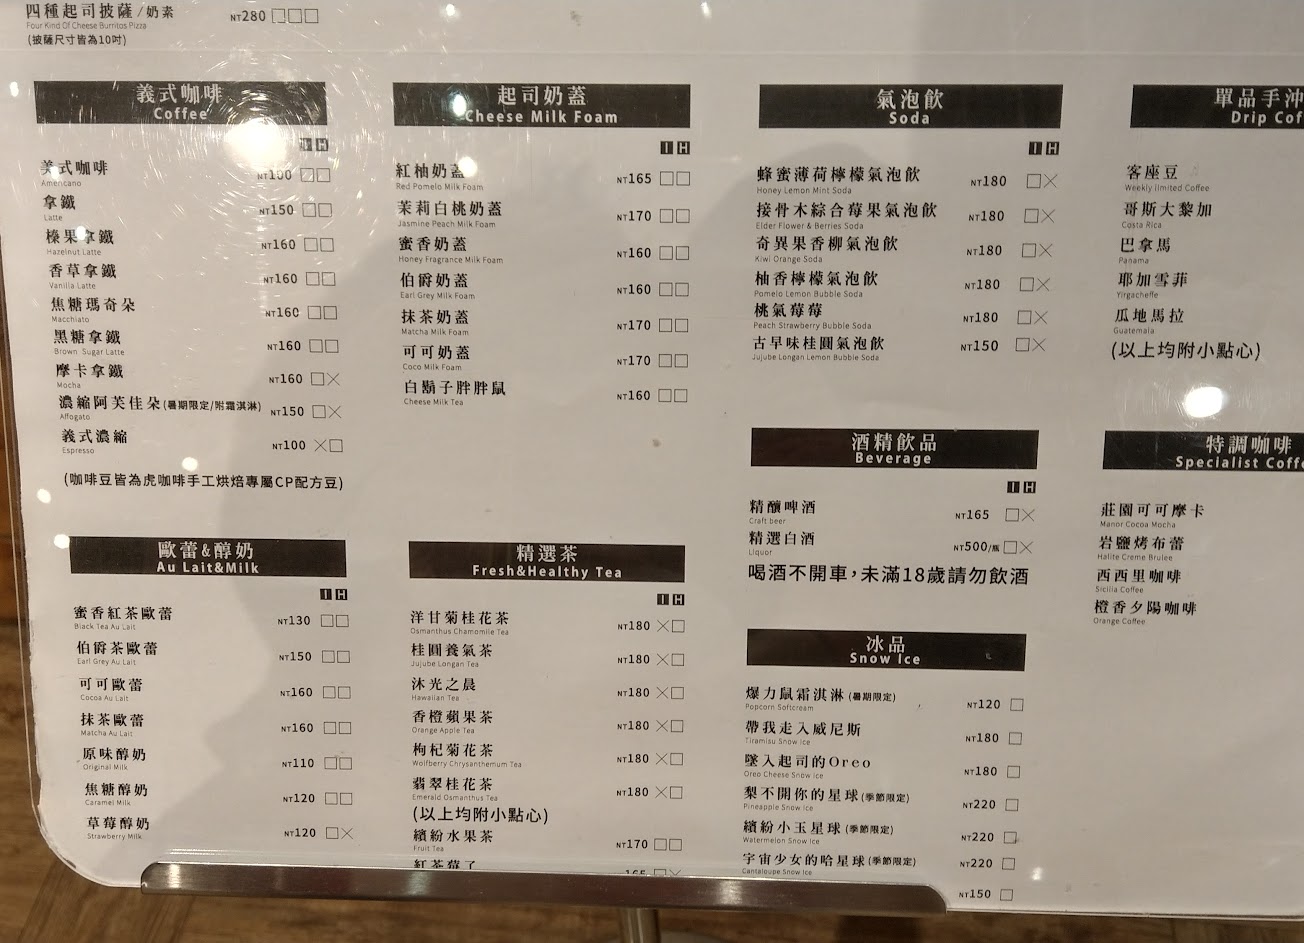 四種起司披薩/奶素 NT280 □□□
Four Kind Of Cheese Burritos Pizza
(披薩尺寸皆為10吋)
義式咖啡
Coffee
I H
美式咖啡 NT100 □□
Americano
拿鐵 NT150 □□
Latte
榛果拿鐵 NT160 □□
Hazelnut Latte
香草拿鐵 NT160 □□
Vanilla Latte
焦糖瑪奇朵 NT160 □□
Macchiato
黑糖拿鐵 NT160 □□
Brown Sugar Latte
摩卡拿鐵 NT160 □×
Mocha
濃縮阿芙佳朵(暑期限定/附霜淇淋) NT150 □×
Affogato
義式濃縮 NT100 ×□
Espresso
(咖啡豆皆為虎咖啡手工烘焙專屬CP配方豆)
歐蕾&醇奶
Au Lait&Milk
I H
蜜香紅茶歐蕾 NT130 □□
Black Tea Au Lait
伯爵茶歐蕾 NT150 □□
Earl Grey Au Lait
可可歐蕾 NT160 □□
Cocoa Au Lait
抹茶歐蕾 NT160 □□
Matcha Au Lait
原味醇奶 NT110 □□
Original Milk
焦糖醇奶 NT120 □□
Caramel Milk
草莓醇奶 NT120 □×
Strawberry Milk
起司奶蓋
Cheese Milk Foam
I H
紅柚奶蓋 NT165 □□
Red Pomelo Milk Foam
茉莉白桃奶蓋 NT170 □□
Jasmine Peach Milk Foam
蜜香奶蓋 NT160 □□
Honey Fragrance Milk Foam
伯爵奶蓋 NT160 □□
Earl Grey Milk Foam
抹茶奶蓋 NT170 □□
Matcha Milk Foam
可可奶蓋 NT170 □□
Coco Milk Foam
白鬍子胖胖鼠 NT160 □□
Cheese Milk Tea
精選茶
Fresh&Healthy Tea
I H
洋甘菊桂花茶 NT180 ×□
Osmanthus Chamomile Tea
桂圓養氣茶 NT180 ×□
Jujube Longan Tea
沐光之晨 NT180 ×□
Hawaiian Tea
香橙蘋果茶 NT180 ×□
Orange Apple Tea
枸杞菊花茶 NT180 ×□
Wolfberry Chrysanthemum Tea
翡翠桂花茶 NT180 ×□
Emerald Osmanthus Tea
(以上均附小點心)
繽紛水果茶 NT170 □□
Fruit Tea
紅茶莓了 165 □×
氣泡飲
Soda
I H
蜂蜜薄荷檸檬氣泡飲 NT180 □×
Honey Lemon Mint Soda
接骨木綜合莓果氣泡飲 NT180 □×
Elder Flower & Berries Soda
奇異果香柳氣泡飲 NT180 □×
Kiwi Orange Soda
柚香檸檬氣泡飲 NT180 □×
Pomelo Lemon Bubble Soda
桃氣莓莓 NT180 □×
Peach Strawberry Bubble Soda
古早味桂圓氣泡飲 NT150 □×
Jujube Longan Lemon Bubble Soda
酒精飲品
Beverage
I H
精釀啤酒 NT165 □×
Craft beer
精選白酒 NT500/瓶 □×
Liquor
喝酒不開車,未滿18歲請勿飲酒
冰品
Snow Ice
爆力鼠霜淇淋(暑期限定) NT120 □
Popcorn Softcream
帶我走入威尼斯 NT180 □
Tiramisu Snow Ice
墜入起司的Oreo NT180 □
Oreo Cheese Snow Ice
梨不開你的星球(季節限定) NT220 □
Pineapple Snow Ice
繽紛小玉星球(季節限定) NT220 □
Watermelon Snow Ice
宇宙少女的哈星球(季節限定) NT220 □
Cantaloupe Snow Ice
NT150 □
單品手沖
Drip Cof
客座豆
Weekly limited Coffee
哥斯大黎加
Costa Rica
巴拿馬
Panama
耶加雪菲
Yirgacheffe
瓜地馬拉
Guatemala
(以上均附小點心)
特調咖啡
Specialist Coffe
莊園可可摩卡
Manor Cocoa Mocha
岩鹽烤布蕾
Halite Creme Brulee
西西里咖啡
Sicilia Coffee
橙香夕陽咖啡
Orange Coffee